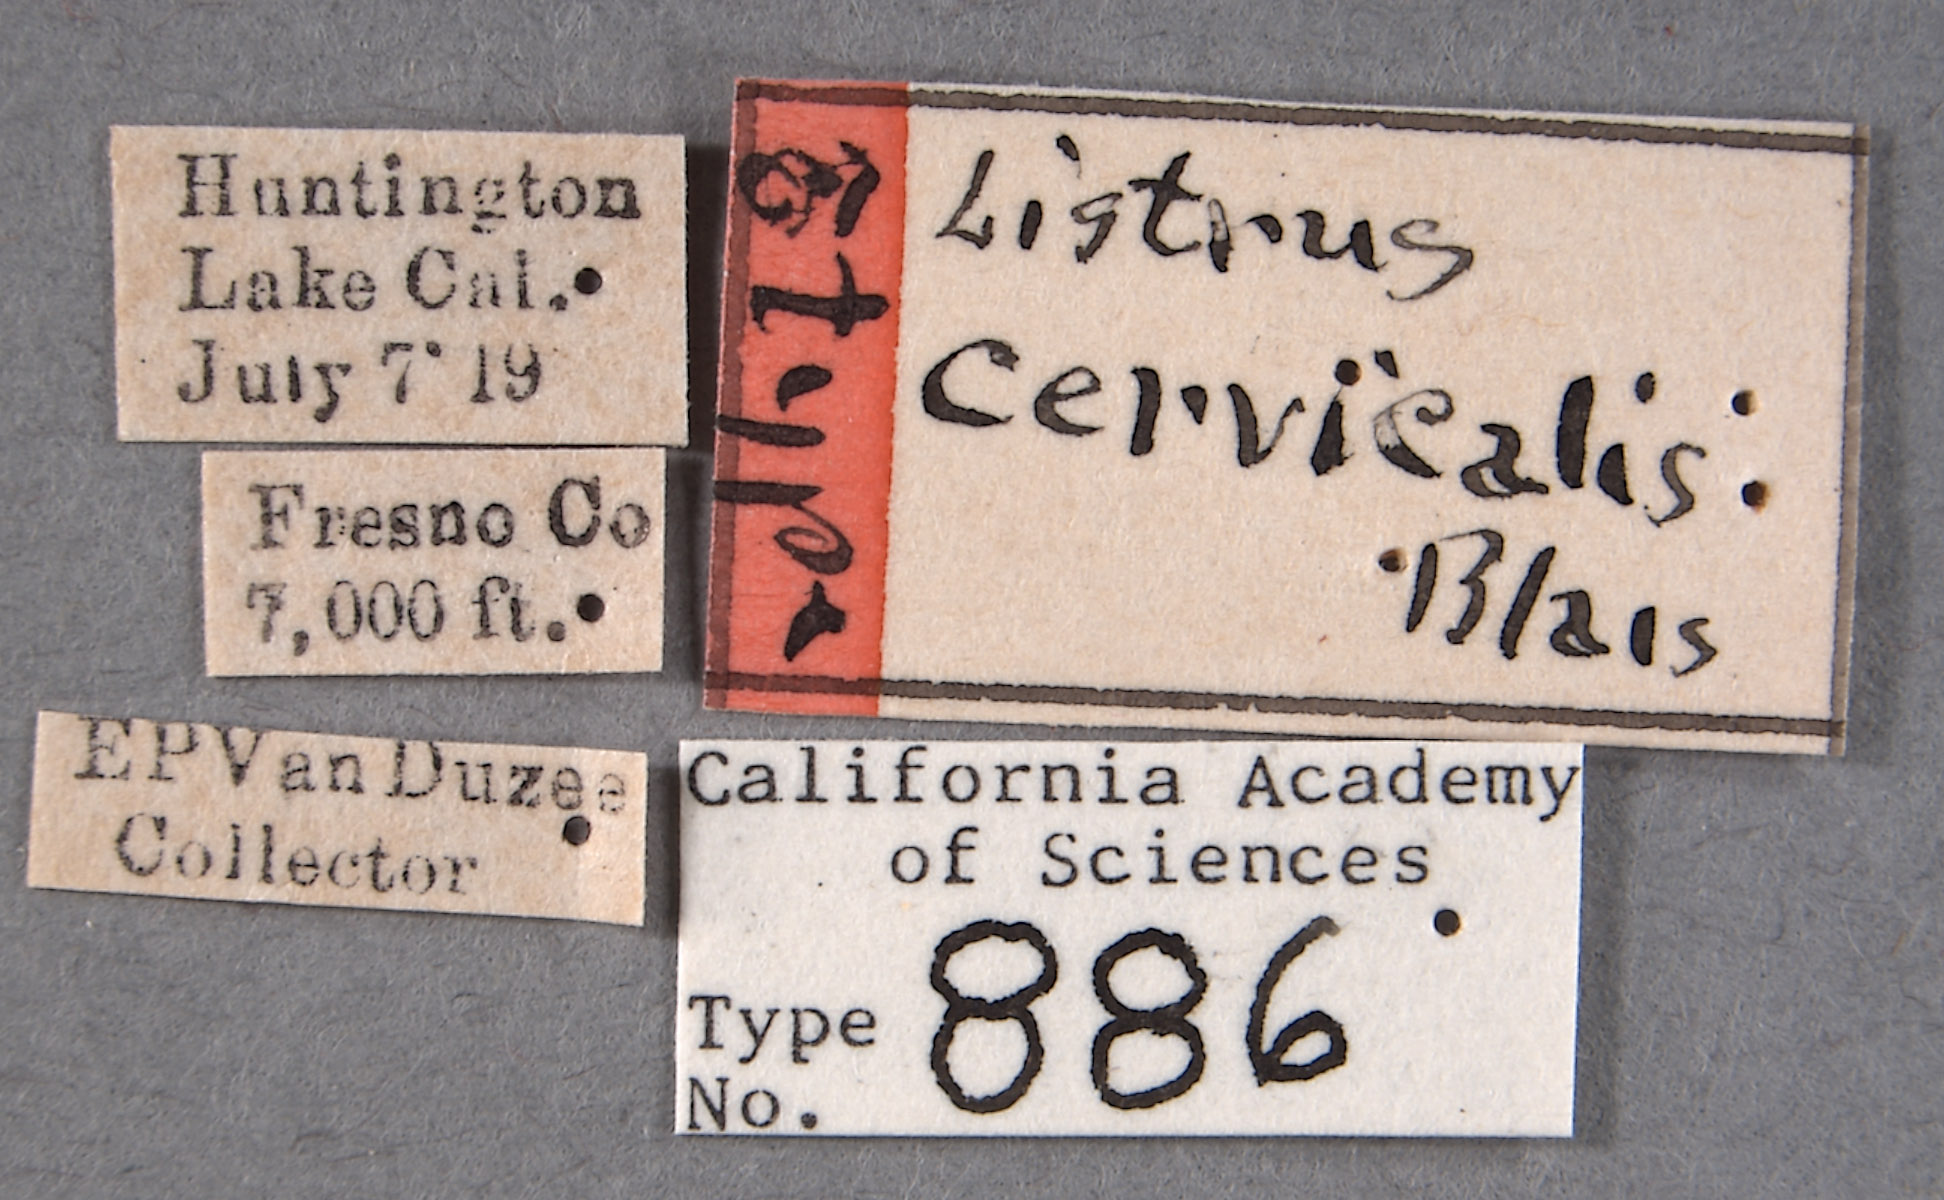 Huntington
Lake Cal.
July 7 '19
Fresno Co
7,000 ft.
EPVanDuzee
Collector
Listrus
cervicalis
Blais
California Academy
of Sciences
Type
No. 886